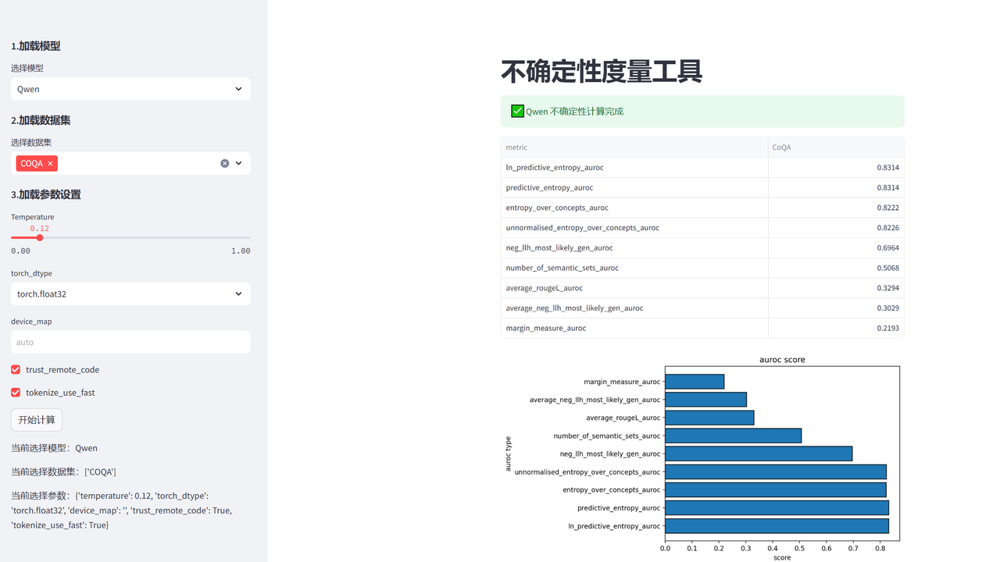 1.加载模型
选择模型
Qwen
2.加载数据集
选择数据集
COQA ×
3.加载参数设置
Temperature
0.12
0.00 1.00
torch_dtype
torch.float32
device_map
auto
trust_remote_code
tokenize_use_fast
开始计算
当前选择模型：Qwen
当前选择数据集：['COQA']
当前选择参数：{'temperature': 0.12, 'torch_dtype':
'torch.float32', 'device_map': '', 'trust_remote_code': True,
'tokenize_use_fast': True}
不确定性度量工具
✅ Qwen 不确定性计算完成
metric CoQA
ln_predictive_entropy_auroc 0.8314
predictive_entropy_auroc 0.8314
entropy_over_concepts_auroc 0.8222
unnormalised_entropy_over_concepts_auroc 0.8226
neg_llh_most_likely_gen_auroc 0.6964
number_of_semantic_sets_auroc 0.5068
average_rougeL_auroc 0.3294
average_neg_llh_most_likely_gen_auroc 0.3029
margin_measure_auroc 0.2193
auroc score
auroc type
margin_measure_auroc
average_neg_llh_most_likely_gen_auroc
average_rougeL_auroc
number_of_semantic_sets_auroc
neg_llh_most_likely_gen_auroc
unnormalised_entropy_over_concepts_auroc
entropy_over_concepts_auroc
predictive_entropy_auroc
ln_predictive_entropy_auroc
0.0 0.1 0.2 0.3 0.4 0.5 0.6 0.7 0.8
score